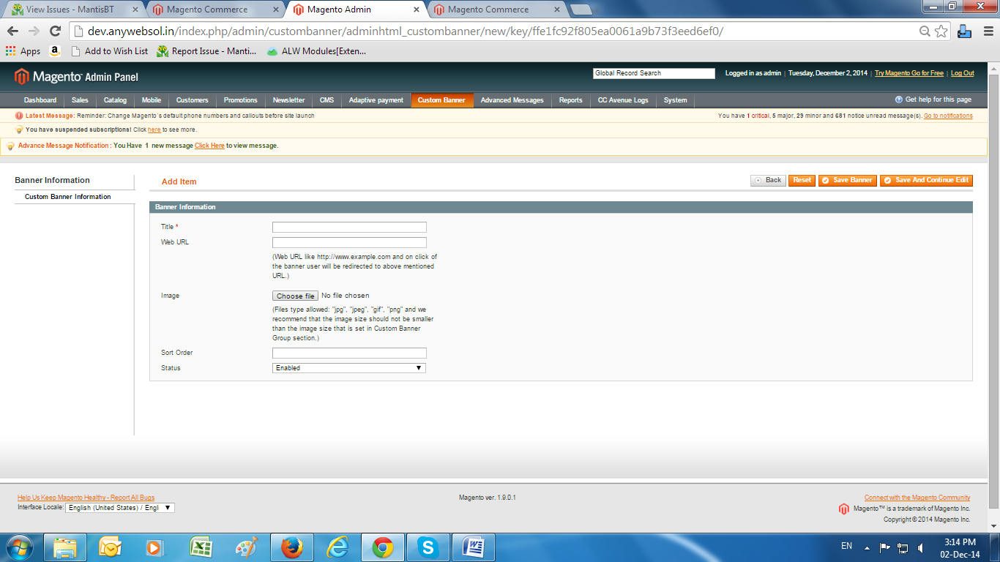 View Issues - MantisBT
Magento Commerce
Magento Admin
Magento Commerce
dev.anywebsol.in/index.php/admin/custombanner/adminhtml_custombanner/new/key/ffe1fc92f805ea0061a9b73f3eed6ef0/
Apps
Add to Wish List
Report Issue - Manti...
ALW Modules[Exten...
Magento Admin Panel
Global Record Search
Logged in as admin | Tuesday, December 2, 2014 | Try Magento Go for Free | Log Out
Dashboard Sales Catalog Mobile Customers Promotions Newsletter CMS Adaptive payment Custom Banner Advanced Messages Reports CC Avenue Logs System Get help for this page
Latest Message: Reminder: Change Magento`s default phone numbers and callouts before site launch
You have 1 critical, 5 major, 29 minor and 681 notice unread message(s). Go to notifications
You have suspended subscriptions! Click here to see more.
Advance Message Notification : You Have 1 new message Click Here to view message.
Banner Information
Custom Banner Information
Add Item
Back Reset Save Banner Save And Continue Edit
Banner Information
Title *
Web URL
(Web URL like http://www.example.com and on click of
the banner user will be redirected to above mentioned
URL.)
Image Choose file No file chosen
(Files type allowed: "jpg", "jpeg", "gif", "png" and we
recommend that the image size should not be smaller
than the image size that is set in Custom Banner
Group section.)
Sort Order
Status Enabled
Help Us Keep Magento Healthy - Report All Bugs
Interface Locale: English (United States) / Engl
Magento ver. 1.9.0.1
Connect with the Magento Community
Magento™ is a trademark of Magento Inc.
Copyright © 2014 Magento Inc.
EN
3:14 PM
02-Dec-14